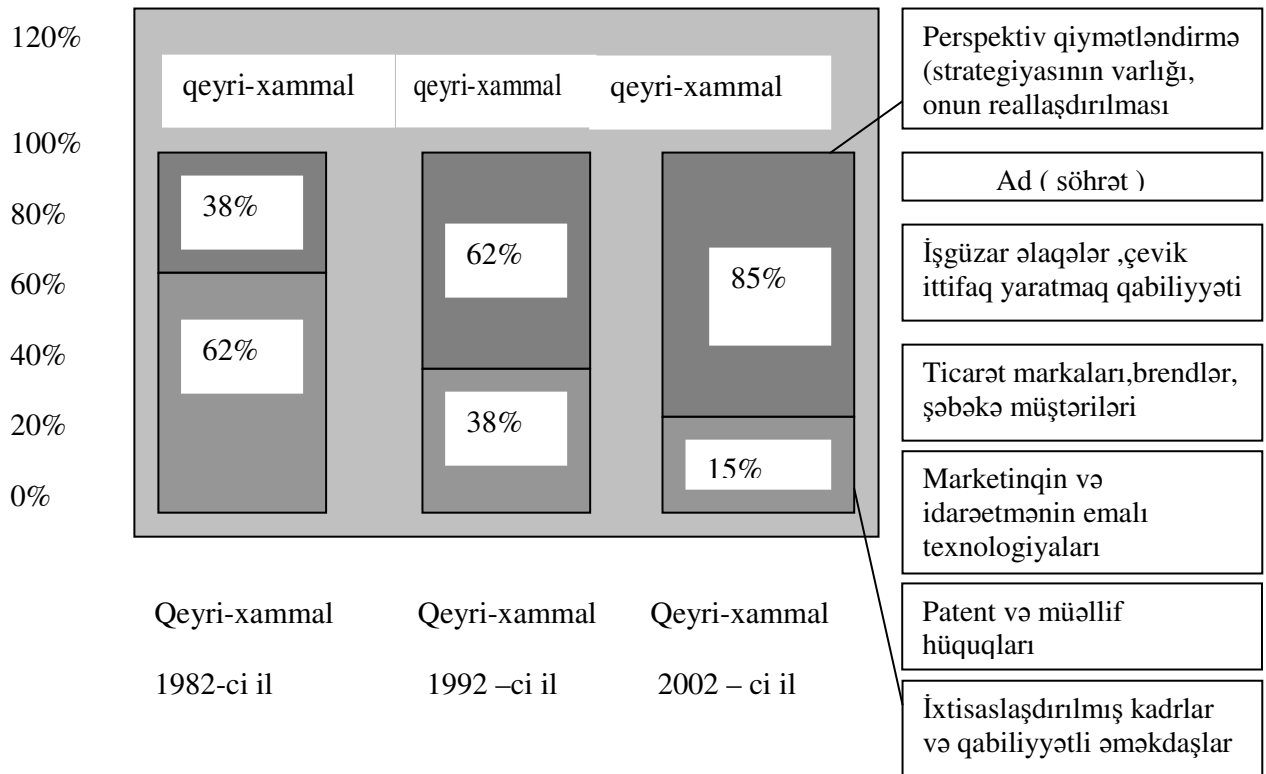 120%
100%
80%
60%
40%
20%
0%
qeyri-xammal
qeyri-xammal
qeyri-xammal
38%
62%
62%
38%
85%
15%
Qeyri-xammal
Qeyri-xammal
Qeyri-xammal
1982-ci il
1992 –ci il
2002 – ci il
Perspektiv qiymətləndirmə
(strategiyasının varlığı,
onun reallaşdırılması
Ad ( söhrət )
İşgüzar əlaqələr ,çevik
ittifaq yaratmaq qabiliyyəti
Ticarət markaları,brendlər,
şəbəkə müştəriləri
Marketinqin və
idarəetmənin emalı
texnologiyaları
Patent və müəllif
hüquqları
İxtisaslaşdırılmış kadrlar
və qabiliyyətli əməkdaşlar